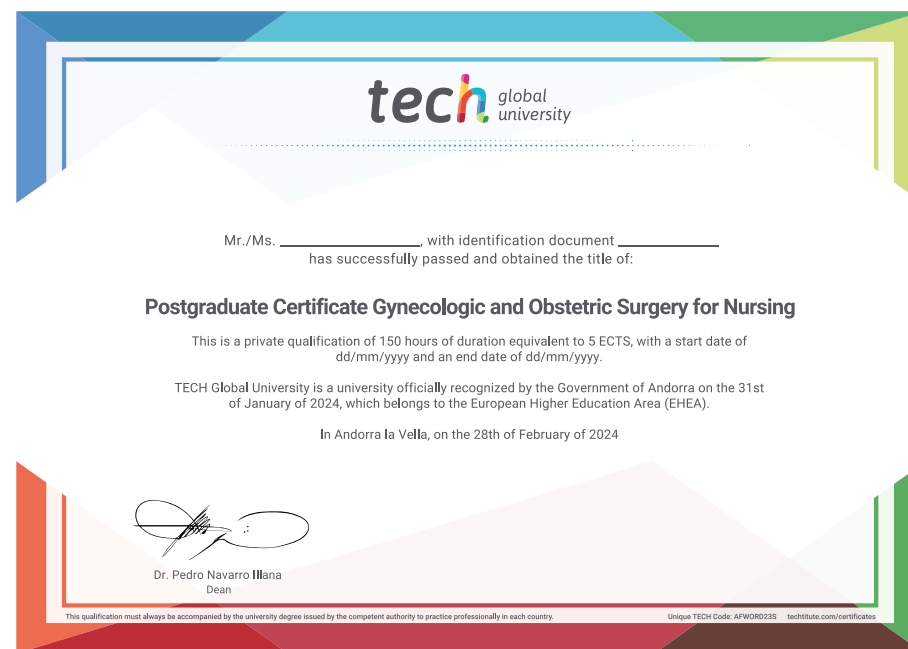 tech global university
Mr./Ms. ____________, with identification document ____________
has successfully passed and obtained the title of:
Postgraduate Certificate Gynecologic and Obstetric Surgery for Nursing
This is a private qualification of 150 hours of duration equivalent to 5 ECTS, with a start date of
dd/mm/yyyy and an end date of dd/mm/yyyy.
TECH Global University is a university officially recognized by the Government of Andorra on the 31st
of January of 2024, which belongs to the European Higher Education Area (EHEA).
In Andorra la Vella, on the 28th of February of 2024
Dr. Pedro Navarro Illana
Dean
This qualification must always be accompanied by the university degree issued by the competent authority to practice professionally in each country.
Unique TECH Code: AFWORD23S techtitute.com/certificates